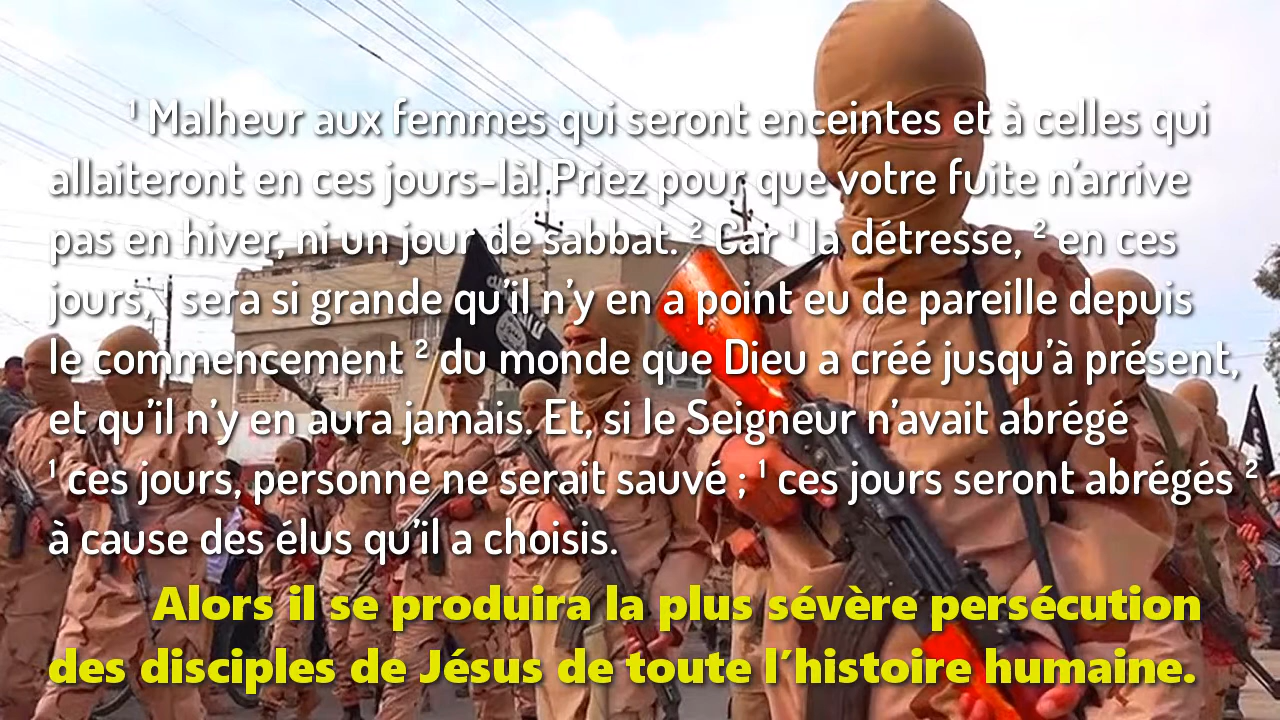 ¹ Malheur aux femmes qui seront enceintes et à celles qui
allaiteront en ces jours-là! Priez pour que votre fuite n’arrive
pas en hiver, ni un jour de sabbat. ² Car ¹ la détresse, ² en ces
jours, ¹ sera si grande qu’il n’y en a point eu de pareille depuis
le commencement ² du monde que Dieu a créé jusqu’à présent,
et qu’il n’y en aura jamais. Et, si le Seigneur n’avait abrégé
¹ ces jours, personne ne serait sauvé ; ¹ ces jours seront abrégés ²
à cause des élus qu’il a choisis.
Alors il se produira la plus sévère persécution
des disciples de Jésus de toute l’histoire humaine.